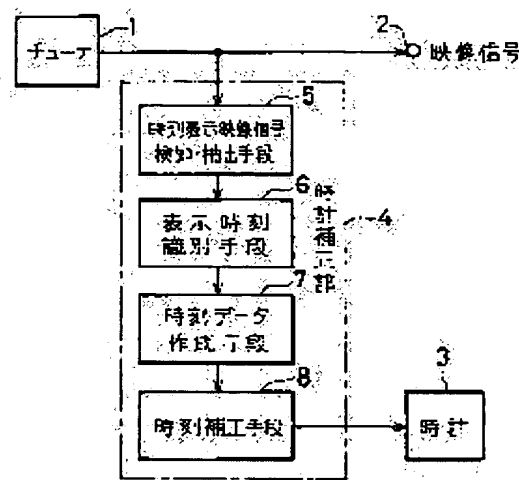 1
チューナ
2
映像信号
5
時刻表示映像信号
検知・抽出手段
6
表示時刻
識別手段
時計補正部
4
7
時刻データ
作成手段
8
時刻補正手段
3
時計